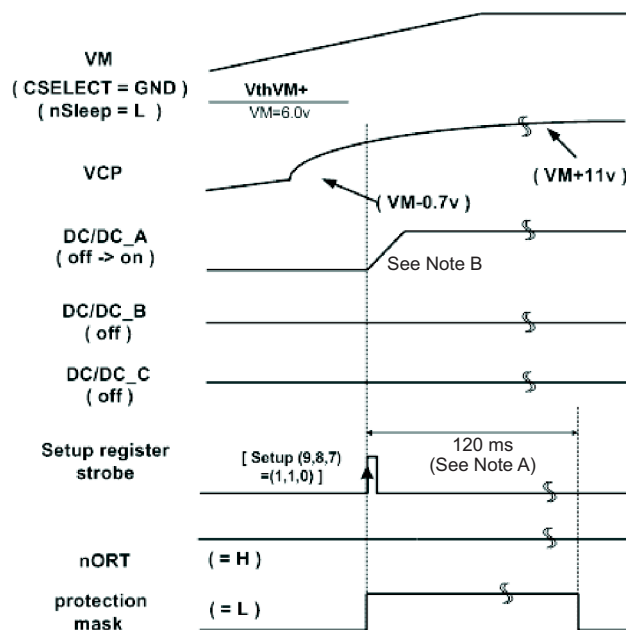 VM
( CSELECT = GND )
( nSleep = L )
VthVM+
VM=6.0v
VCP
( VM-0.7v )
( VM+11v )
DC/DC_A
( off -> on )
See Note B
DC/DC_B
( off )
DC/DC_C
( off )
Setup register
strobe
[ Setup (9,8,7)
=(1,1,0) ]
120 ms
(See Note A)
nORT
( = H )
protection
mask
( = L )